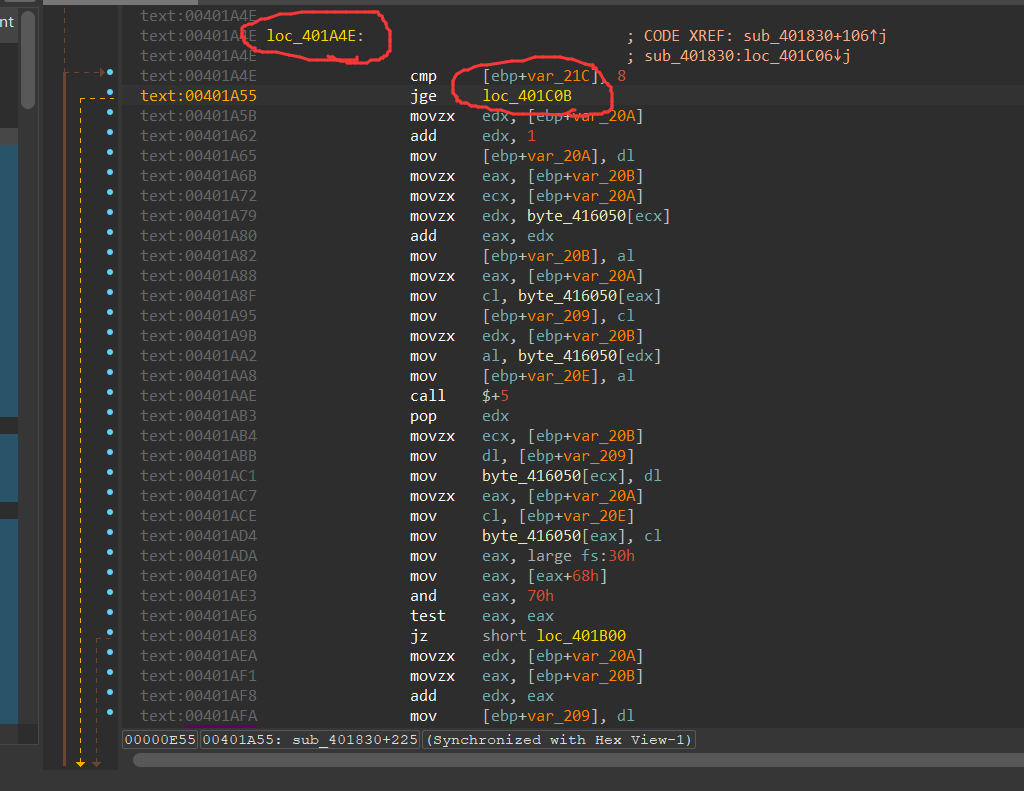 nt
text:00401A4E
text:00401A4E loc_401A4E: ; CODE XREF: sub_401830+106↑j
text:00401A4E ; sub_401830:loc_401C06↓j
text:00401A4E cmp [ebp+var_21C], 8
text:00401A55 jge loc_401C0B
text:00401A5B movzx edx, [ebp+var_20A]
text:00401A62 add edx, 1
text:00401A65 mov [ebp+var_20A], dl
text:00401A6B movzx eax, [ebp+var_20B]
text:00401A72 movzx ecx, [ebp+var_20A]
text:00401A79 movzx edx, byte_416050[ecx]
text:00401A80 add eax, edx
text:00401A82 mov [ebp+var_20B], al
text:00401A88 movzx eax, [ebp+var_20A]
text:00401A8F mov cl, byte_416050[eax]
text:00401A95 mov [ebp+var_209], cl
text:00401A9B movzx edx, [ebp+var_20B]
text:00401AA2 mov al, byte_416050[edx]
text:00401AA8 mov [ebp+var_20E], al
text:00401AAE call $+5
text:00401AB3 pop edx
text:00401AB4 movzx ecx, [ebp+var_20B]
text:00401ABB mov dl, [ebp+var_209]
text:00401AC1 mov byte_416050[ecx], dl
text:00401AC7 movzx eax, [ebp+var_20A]
text:00401ACE mov cl, [ebp+var_20E]
text:00401AD4 mov byte_416050[eax], cl
text:00401ADA mov eax, large fs:30h
text:00401AE0 mov eax, [eax+68h]
text:00401AE3 and eax, 70h
text:00401AE6 test eax, eax
text:00401AE8 jz short loc_401B00
text:00401AEA movzx edx, [ebp+var_20A]
text:00401AF1 movzx eax, [ebp+var_20B]
text:00401AF8 add edx, eax
text:00401AFA mov [ebp+var_209], dl
00000E55 00401A55: sub_401830+225 (Synchronized with Hex View-1)